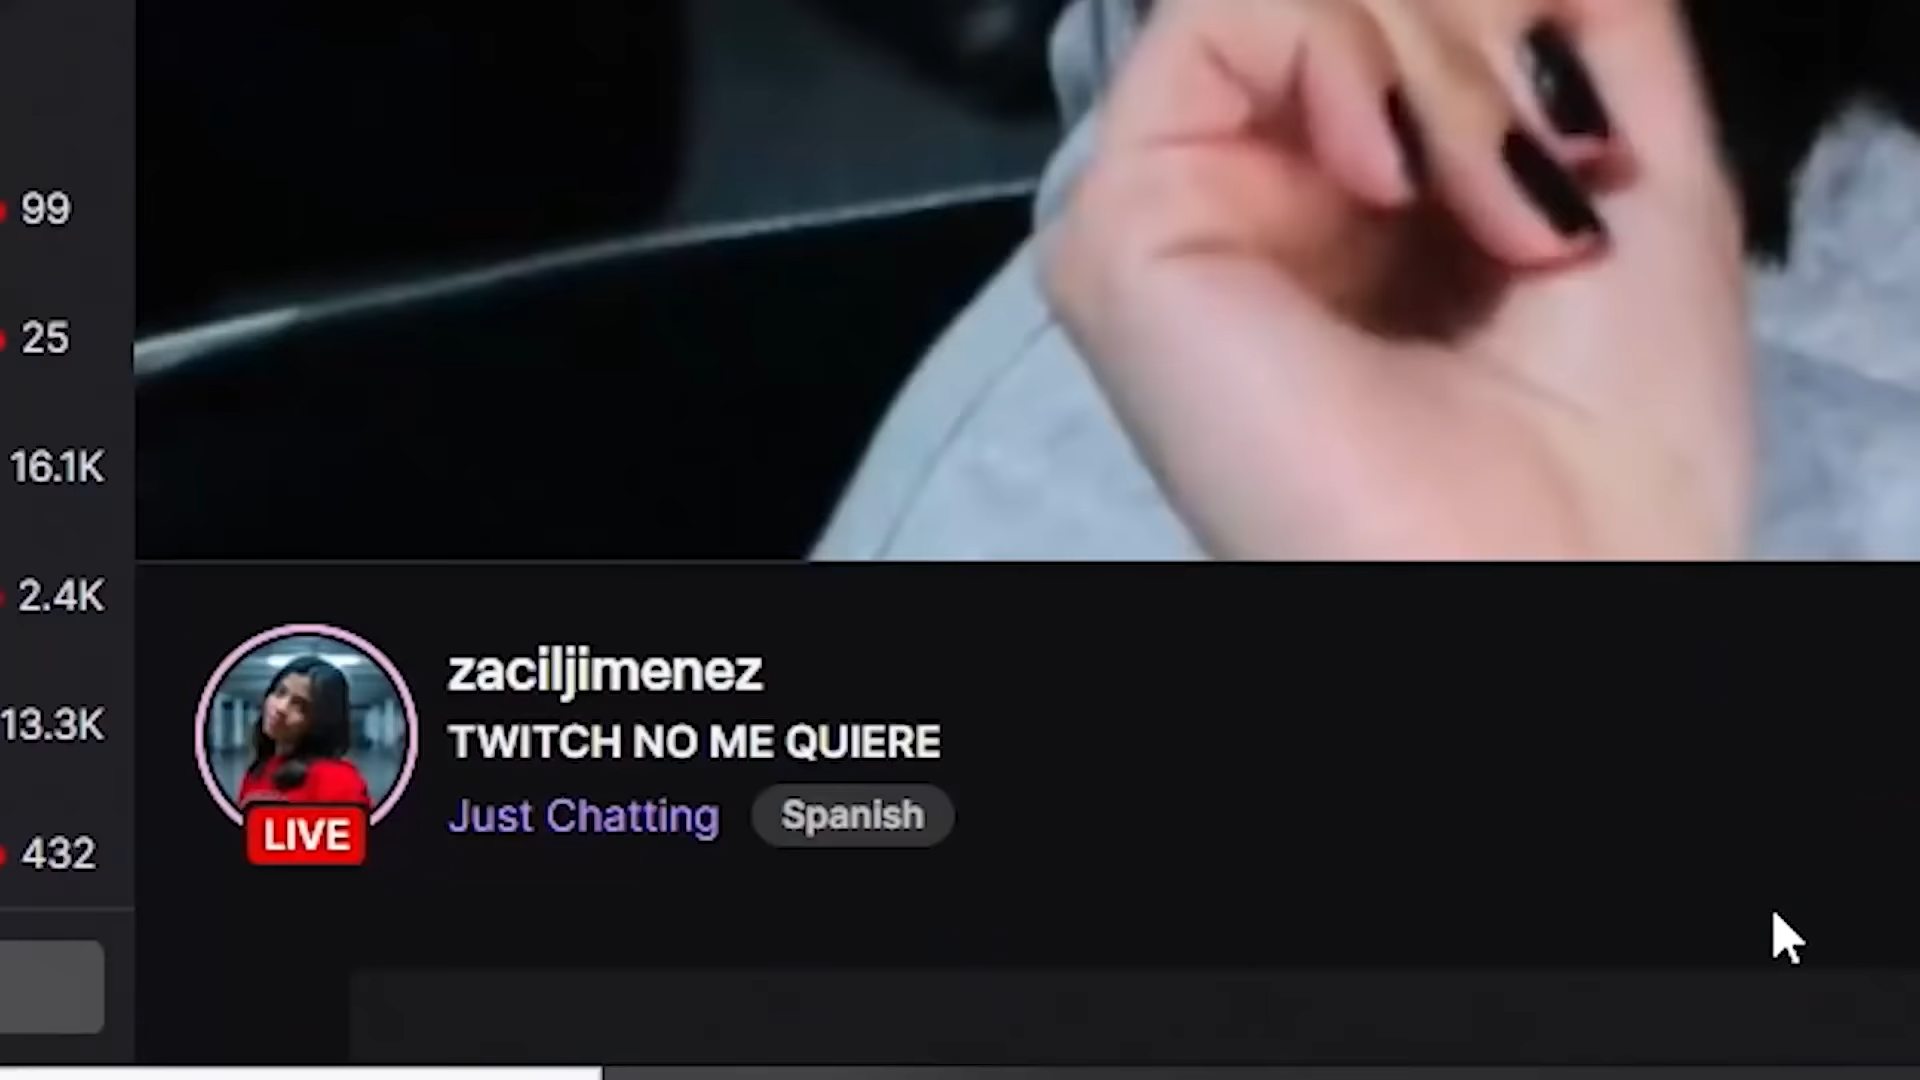 99
25
16.1K
2.4K
13.3K
432
zaciljimenez
TWITCH NO ME QUIERE
Just Chatting
Spanish
LIVE